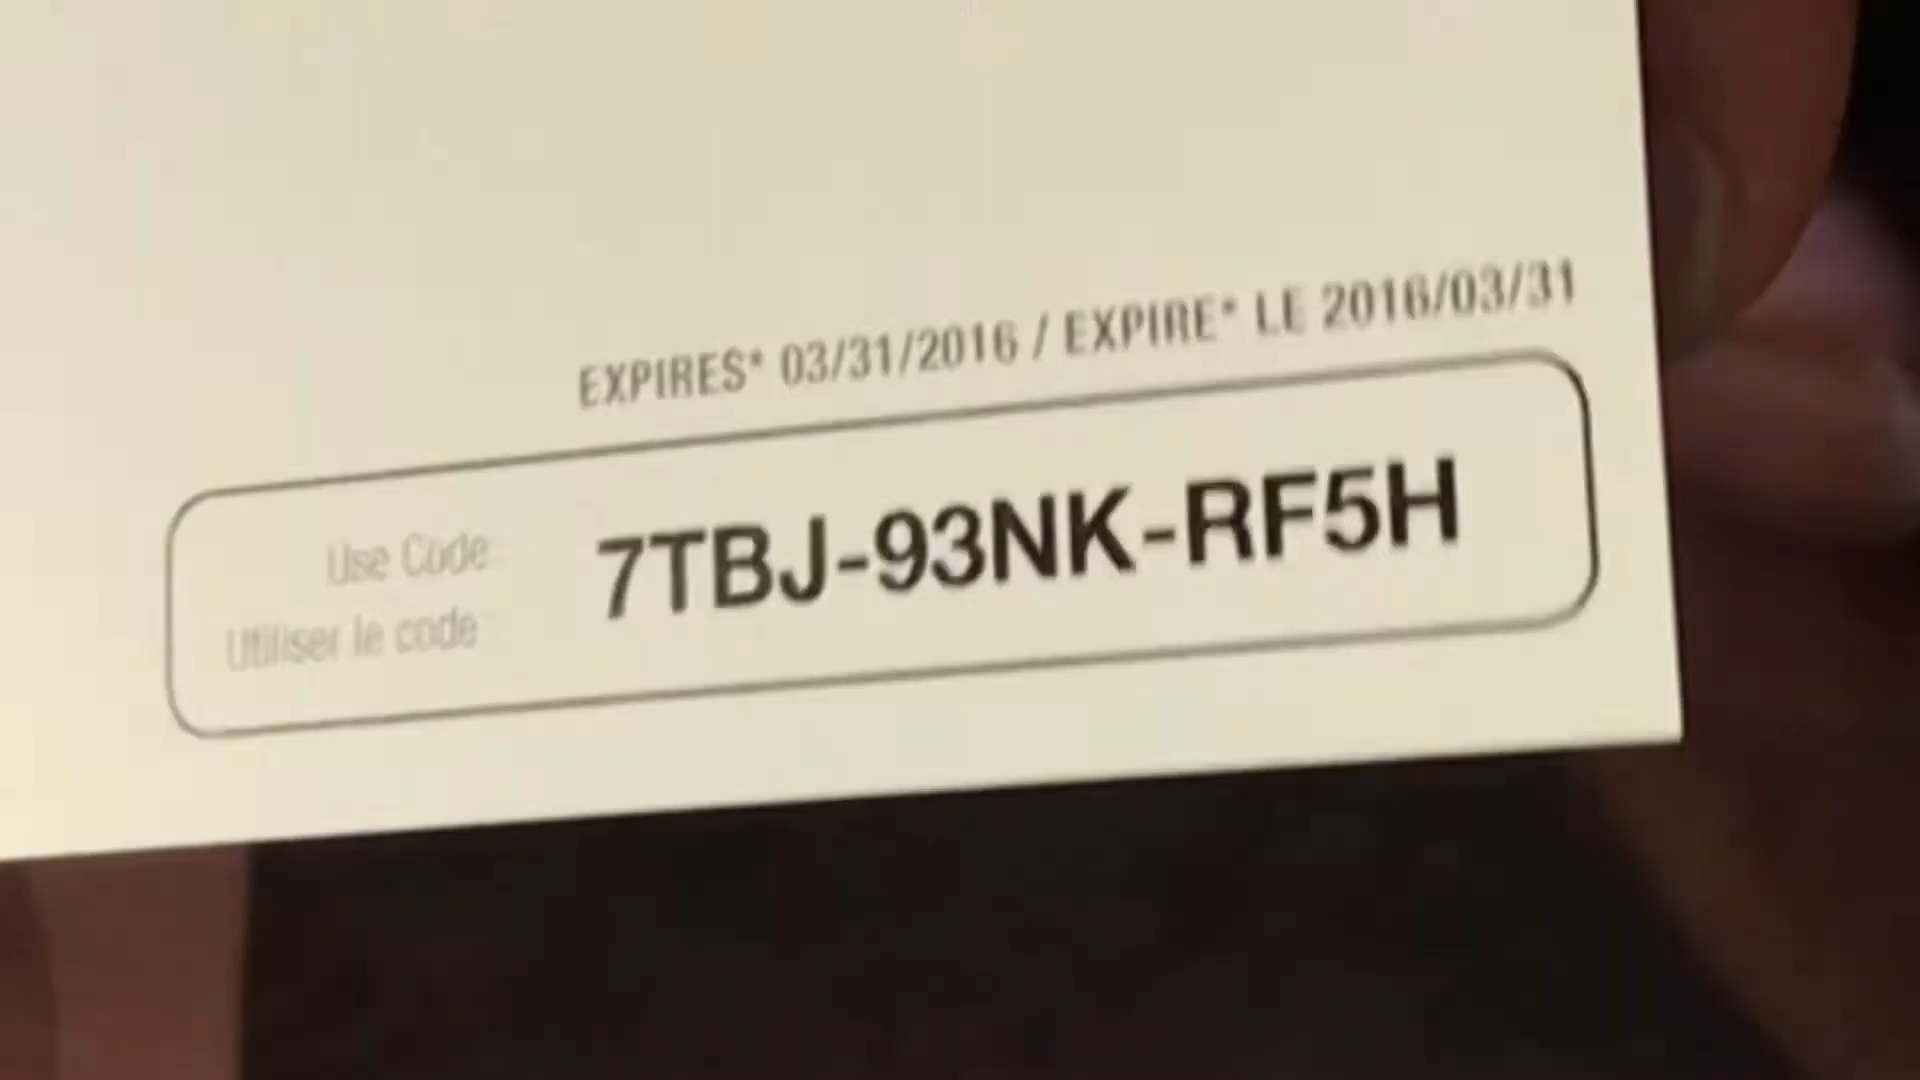 EXPIRES* 03/31/2016 / EXPIRE* LE 2016/03/31
Use Code
7TBJ-93NK-RF5H
Utiliser le code